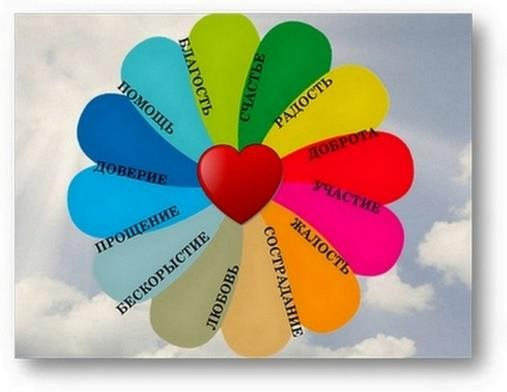 БЛАГОСТЬ
СЧАСТЬЕ
РАДОСТЬ
ДОБРОТА
УЧАСТИЕ
ЖАЛОСТЬ
СОСТРАДАНИЕ
ЛЮБОВЬ
БЕСКОРЫСТИЕ
ПРОЩЕНИЕ
ДОВЕРИЕ
ПОМОЩЬ